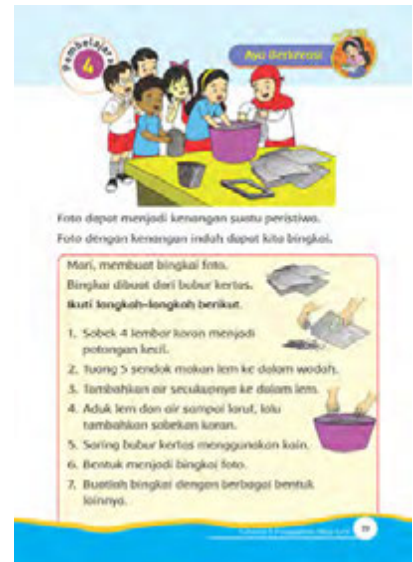 Pembelajaran
4
Ayo Berkreasi
Foto dapat menjadi kenangan suatu peristiwa.
Foto dengan kenangan indah dapat kita bingkai.
Mari, membuat bingkai foto.
Bingkai dibuat dari bubur kertas.
Ikuti langkah-langkah berikut.
1. Sobek 4 lembar koran menjadi
potongan kecil.
2. Tuang 5 sendok makan lem ke dalam wadah.
3. Tambahkan air secukupnya ke dalam lem.
4. Aduk lem dan air sampai larut, lalu
tambahkan sobekan koran.
5. Saring bubur kertas menggunakan kain.
6. Bentuk menjadi bingkai foto.
7. Buatlah bingkai dengan berbagai bentuk
lainnya.